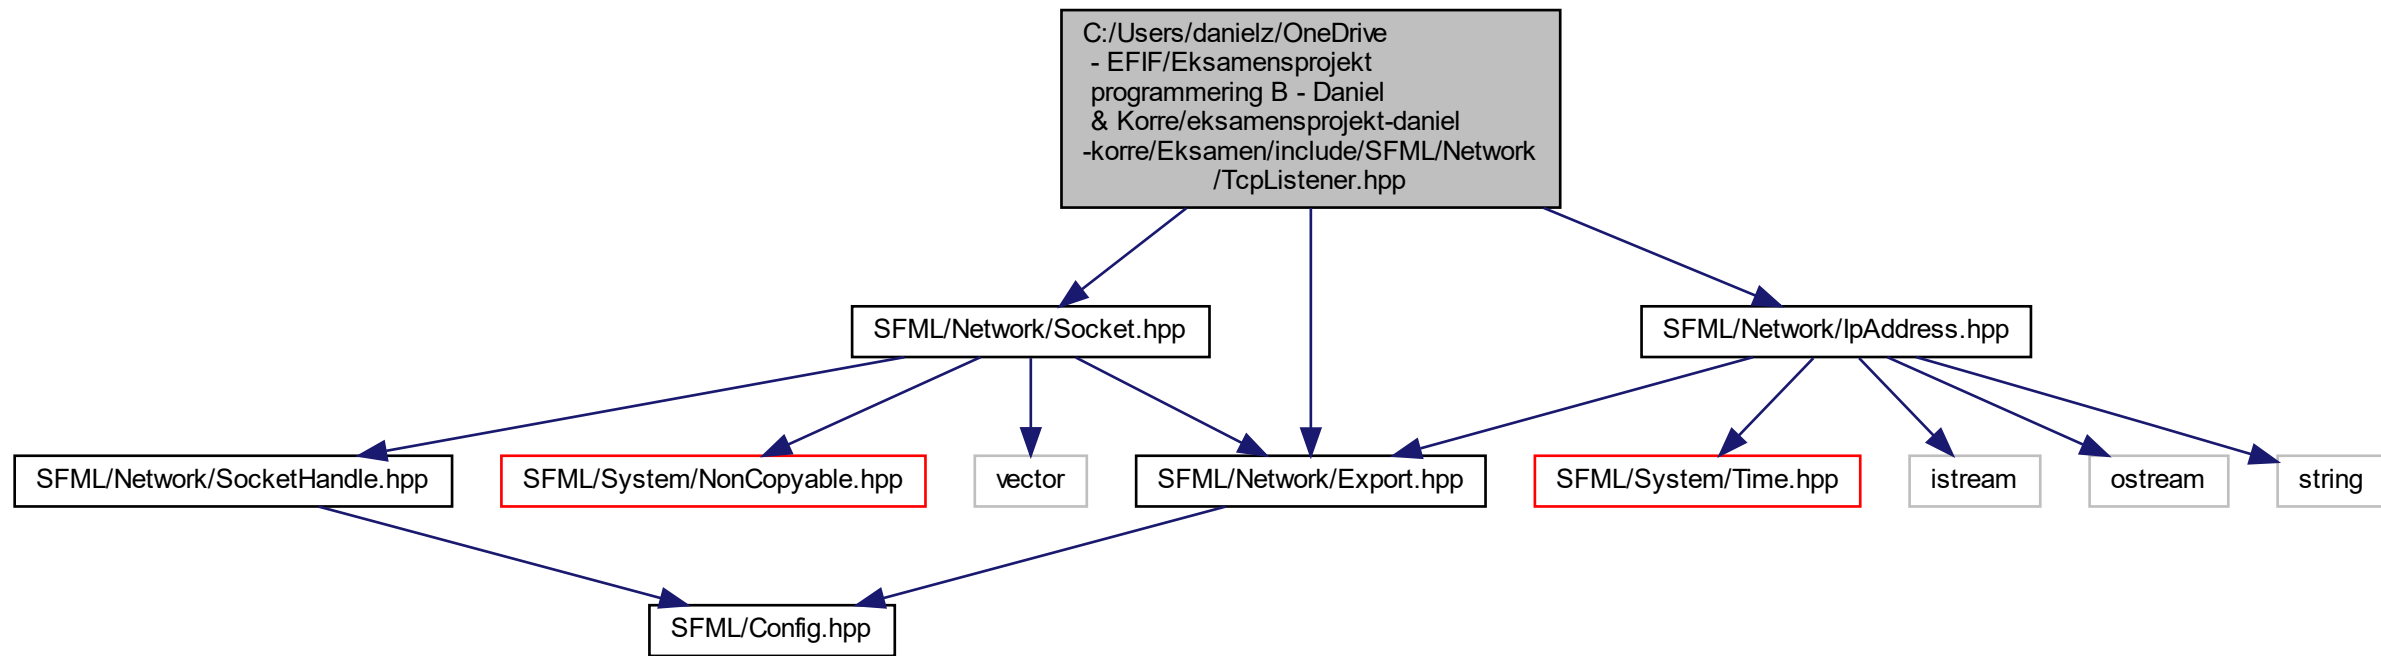 C:/Users/danielz/OneDrive
- EFIF/Eksamensprojekt
programmering B - Daniel
& Korre/eksamensprojekt-daniel
-korre/Eksamen/include/SFML/Network
/TcpListener.hpp
SFML/Network/Socket.hpp
SFML/Network/IpAddress.hpp
SFML/Network/SocketHandle.hpp
SFML/System/NonCopyable.hpp
vector
SFML/Network/Export.hpp
SFML/System/Time.hpp
istream
ostream
string
SFML/Config.hpp